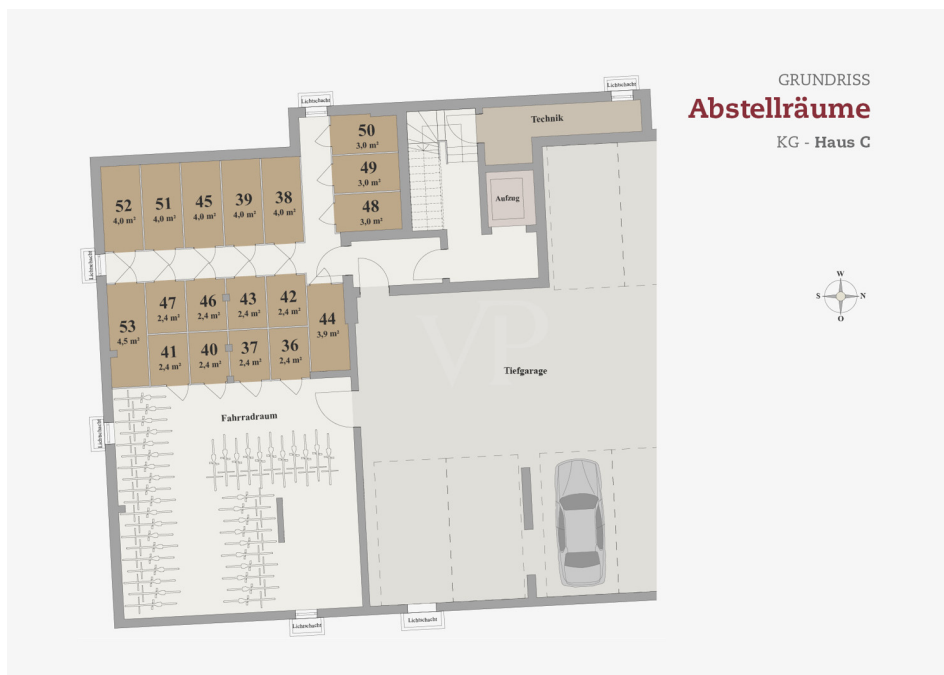 GRUNDRISS
Abstellräume
KG - Haus C
Lichtschacht
Lichtschacht
Technik
50
3,0 m²
49
3,0 m²
48
3,0 m²
Aufzug
52
4,0 m²
51
4,0 m²
45
4,0 m²
39
4,0 m²
38
4,0 m²
Lichtschacht
53
4,5 m²
47
2,4 m²
46
2,4 m²
43
2,4 m²
42
2,4 m²
44
3,9 m²
41
2,4 m²
40
2,4 m²
37
2,4 m²
36
2,4 m²
W
S
N
O
VP
Tiefgarage
Fahrradraum
Lichtschacht
Lichtschacht
Lichtschacht